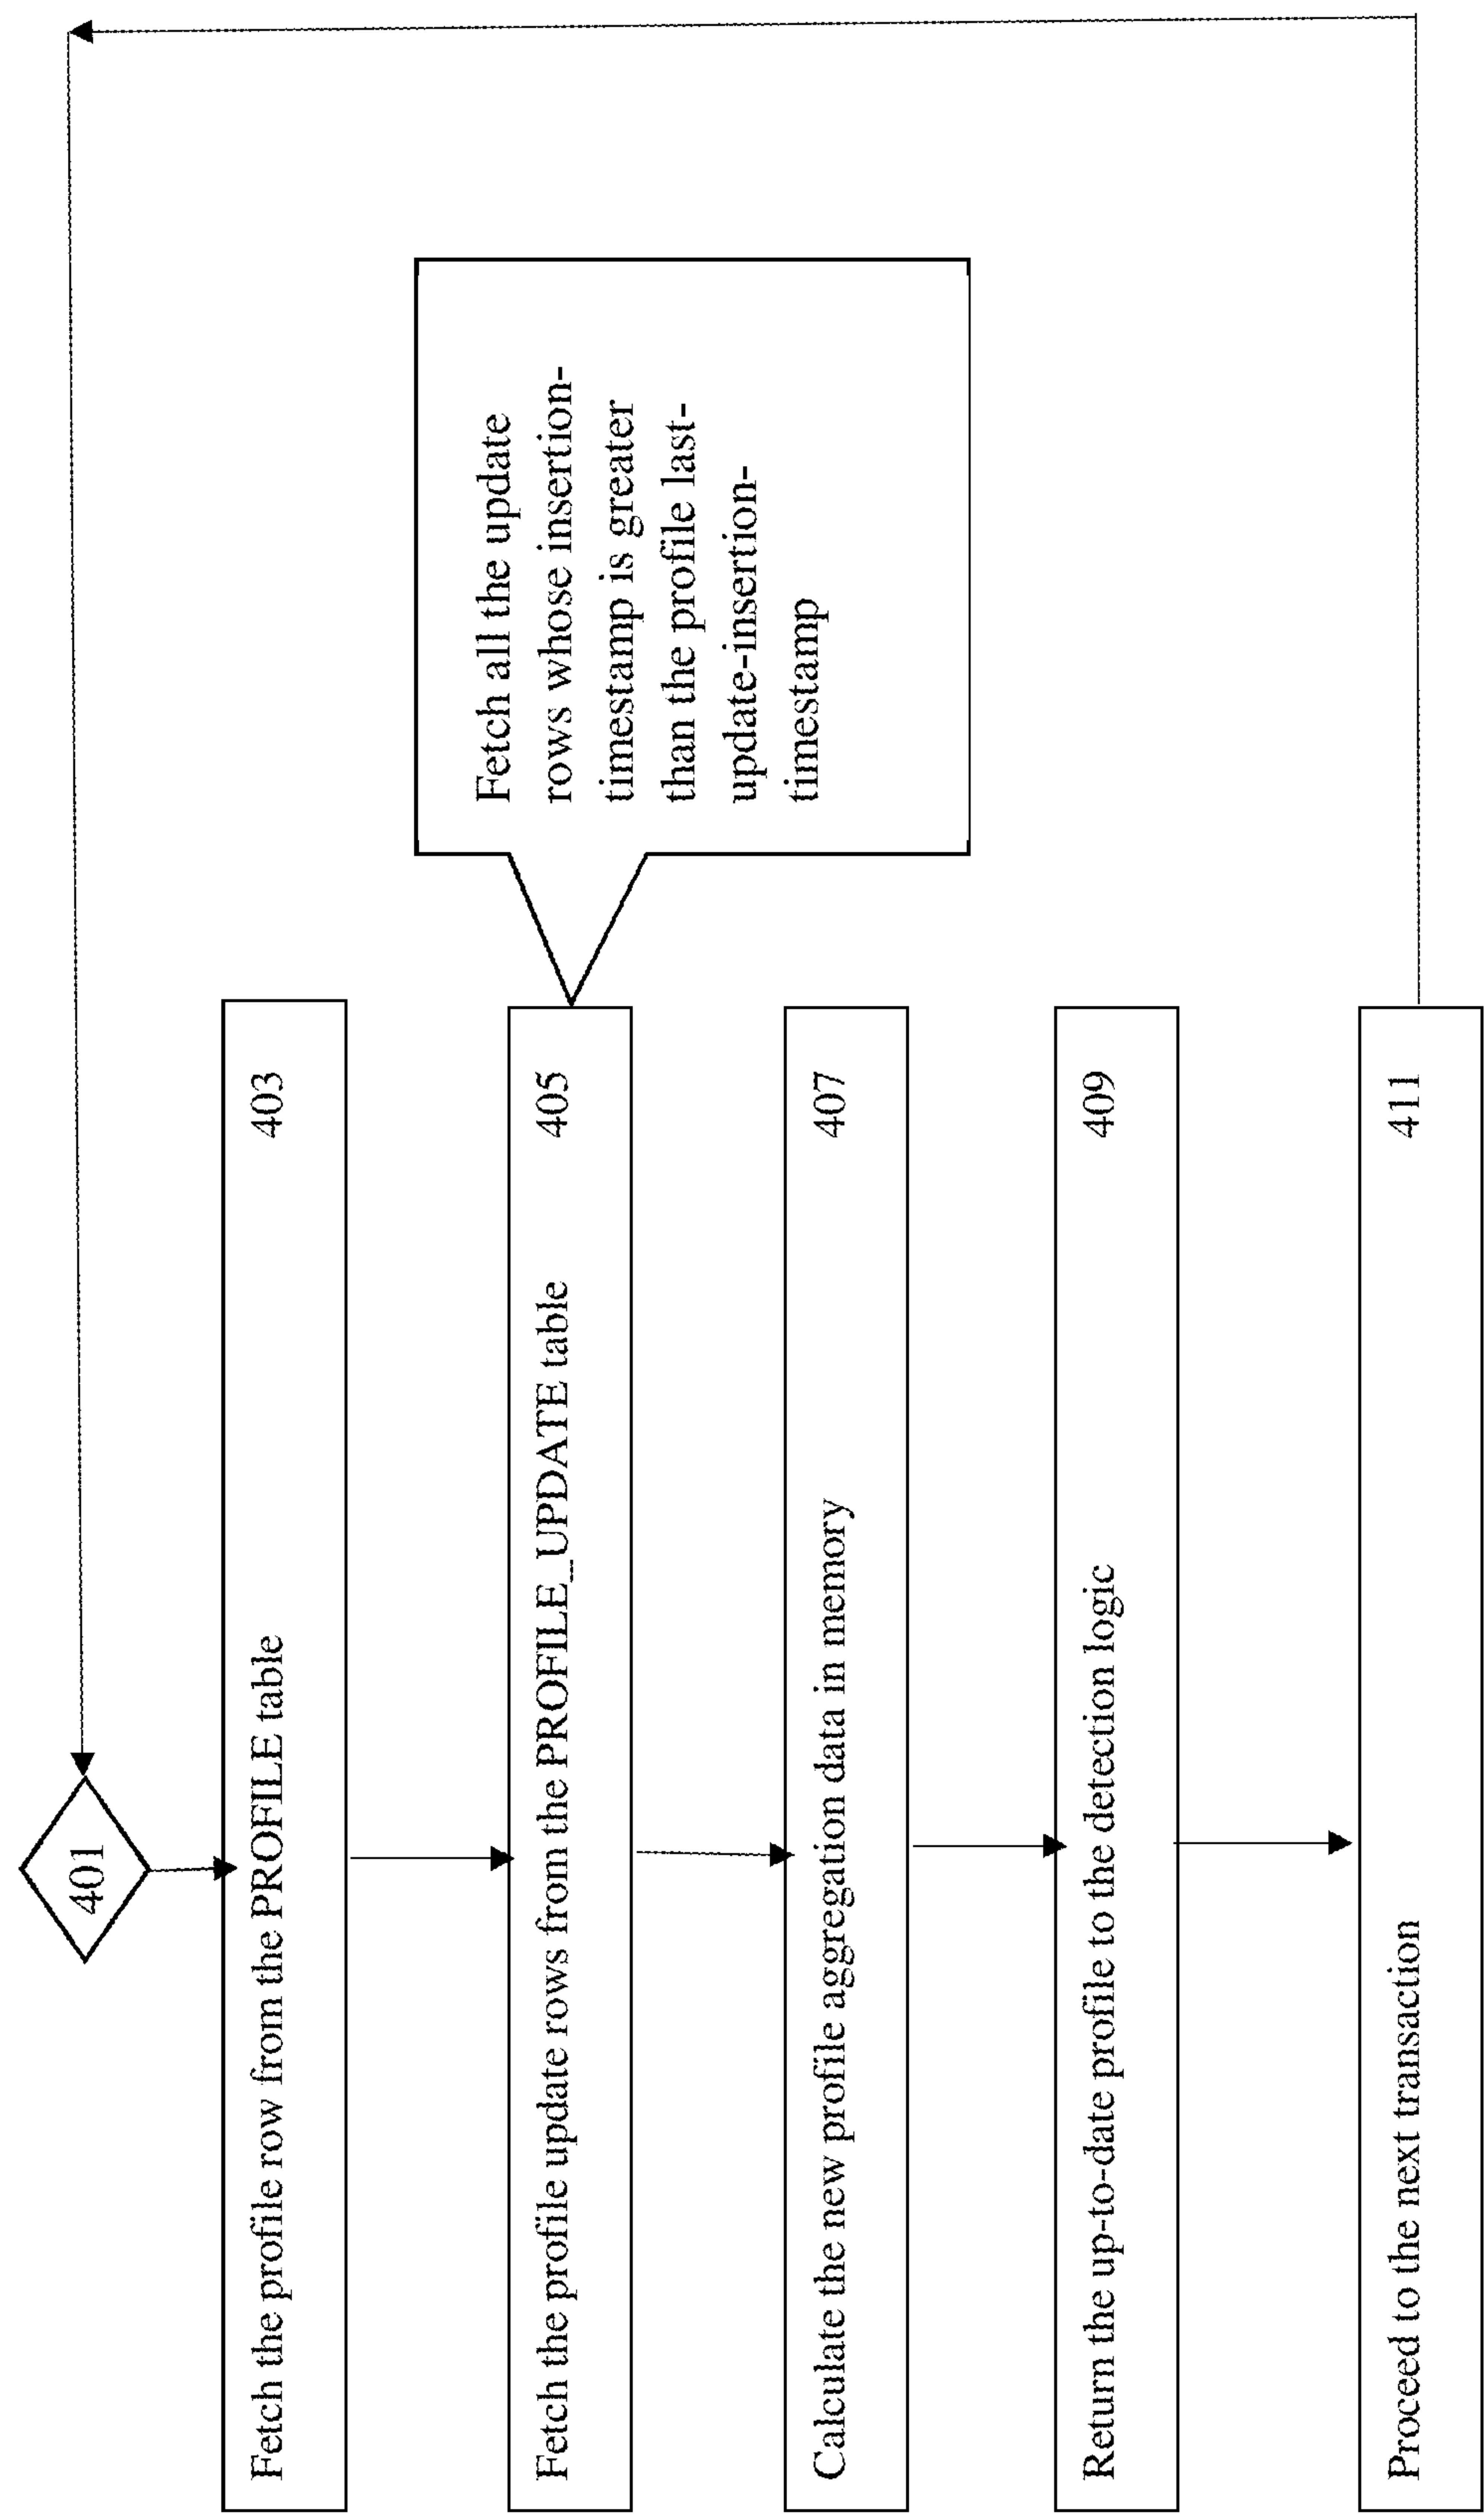 401
Fetch the profile row from the PROFILE table 403
Fetch the profile update rows from the PROFILE_UPDATE table 405
Fetch all the update
rows whose insertion-
timestamp is greater
than the profile last-
update-insertion-
timestamp
Calculate the new profile aggregation data in memory 407
Return the up-to-date profile to the detection logic 409
Proceed to the next transaction 411